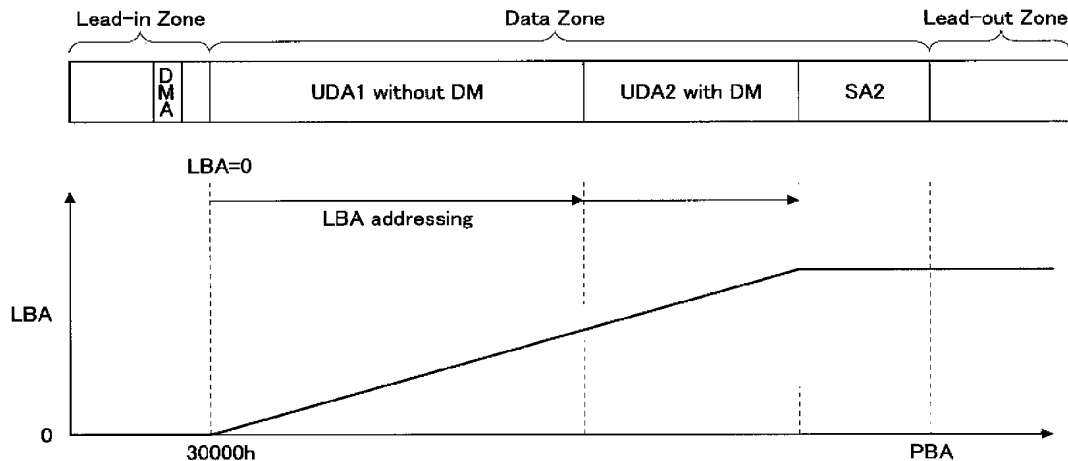 Lead-in Zone
Data Zone
Lead-out Zone
DMA
UDA1 without DM
UDA2 with DM
SA2
LBA=0
LBA addressing
LBA
0
30000h
PBA